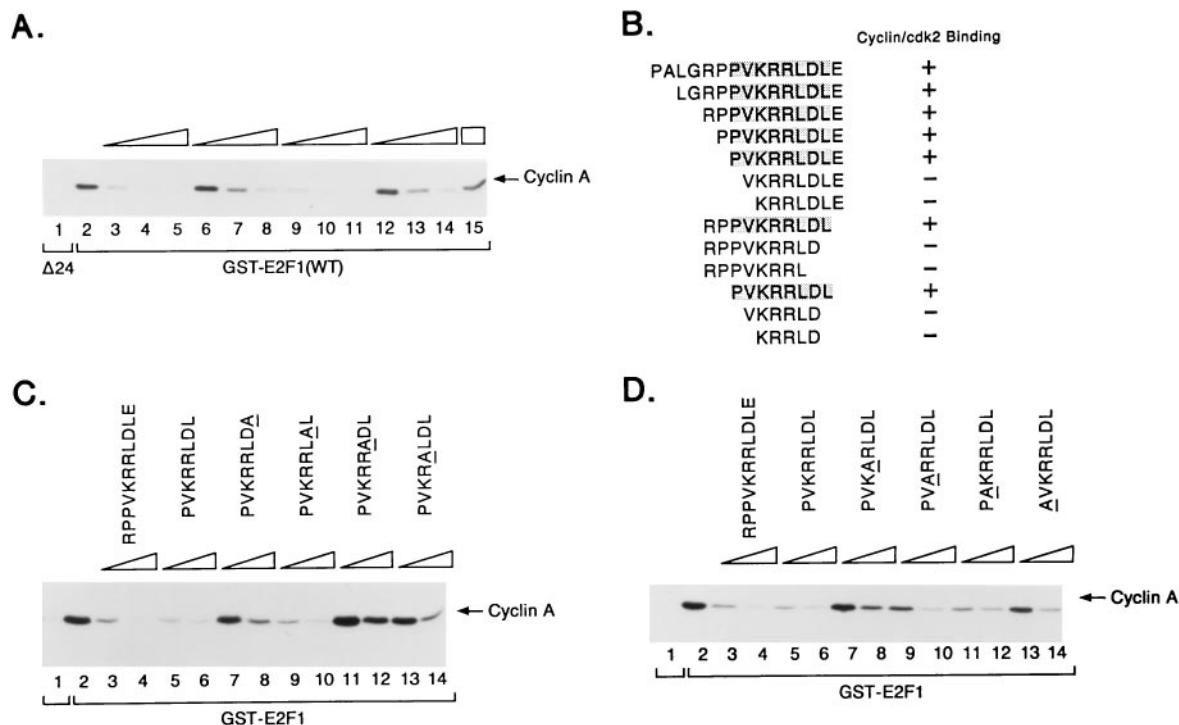 A.
Cyclin A
1 2 3 4 5 6 7 8 9 10 11 12 13 14 15
Δ24 GST-E2F1(WT)
B.
Cyclin/cdk2 Binding
PALGRPPVKRRLDLE +
LGRPPVKRRLDLE +
RPPVKRRLDLE +
PPVKRRLDLE +
PVKRRLDLE +
VKRRLDLE −
KRRLDLE −
RPPVKRRLDL +
RPPVKRRLD −
RPPVKRRL −
PVKRRLDL +
VKRRLD −
KRRLD −
C.
RPPVKRRLDLE
PVKRRLDL
PVKRRLDA
PVKRRLAL
PVKRRADL
PVKRALDL
Cyclin A
1 2 3 4 5 6 7 8 9 10 11 12 13 14
GST-E2F1
D.
RPPVKRRLDLE
PVKRRLDL
PVKARLDL
PVARRLDL
PAKRRLDL
AVKRRLDL
Cyclin A
1 2 3 4 5 6 7 8 9 10 11 12 13 14
GST-E2F1